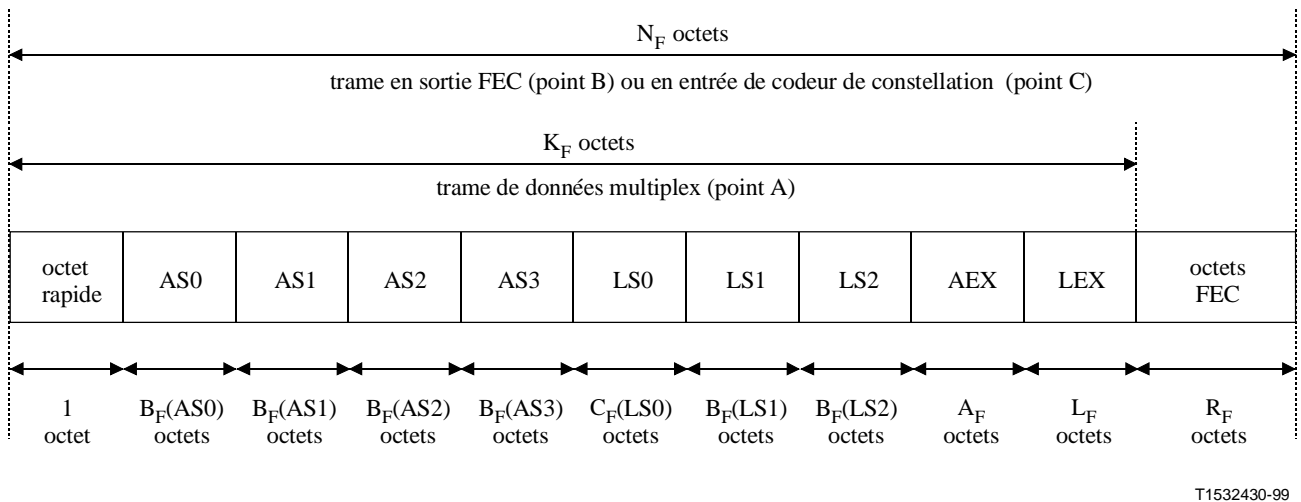 N_F octets
trame en sortie FEC (point B) ou en entrée de codeur de constellation (point C)
K_F octets
trame de données multiplex (point A)
octet rapide
AS0
AS1
AS2
AS3
LS0
LS1
LS2
AEX
LEX
octets FEC
1 octet
B_F(AS0) octets
B_F(AS1) octets
B_F(AS2) octets
B_F(AS3) octets
C_F(LS0) octets
B_F(LS1) octets
B_F(LS2) octets
A_F octets
L_F octets
R_F octets
T1532430-99